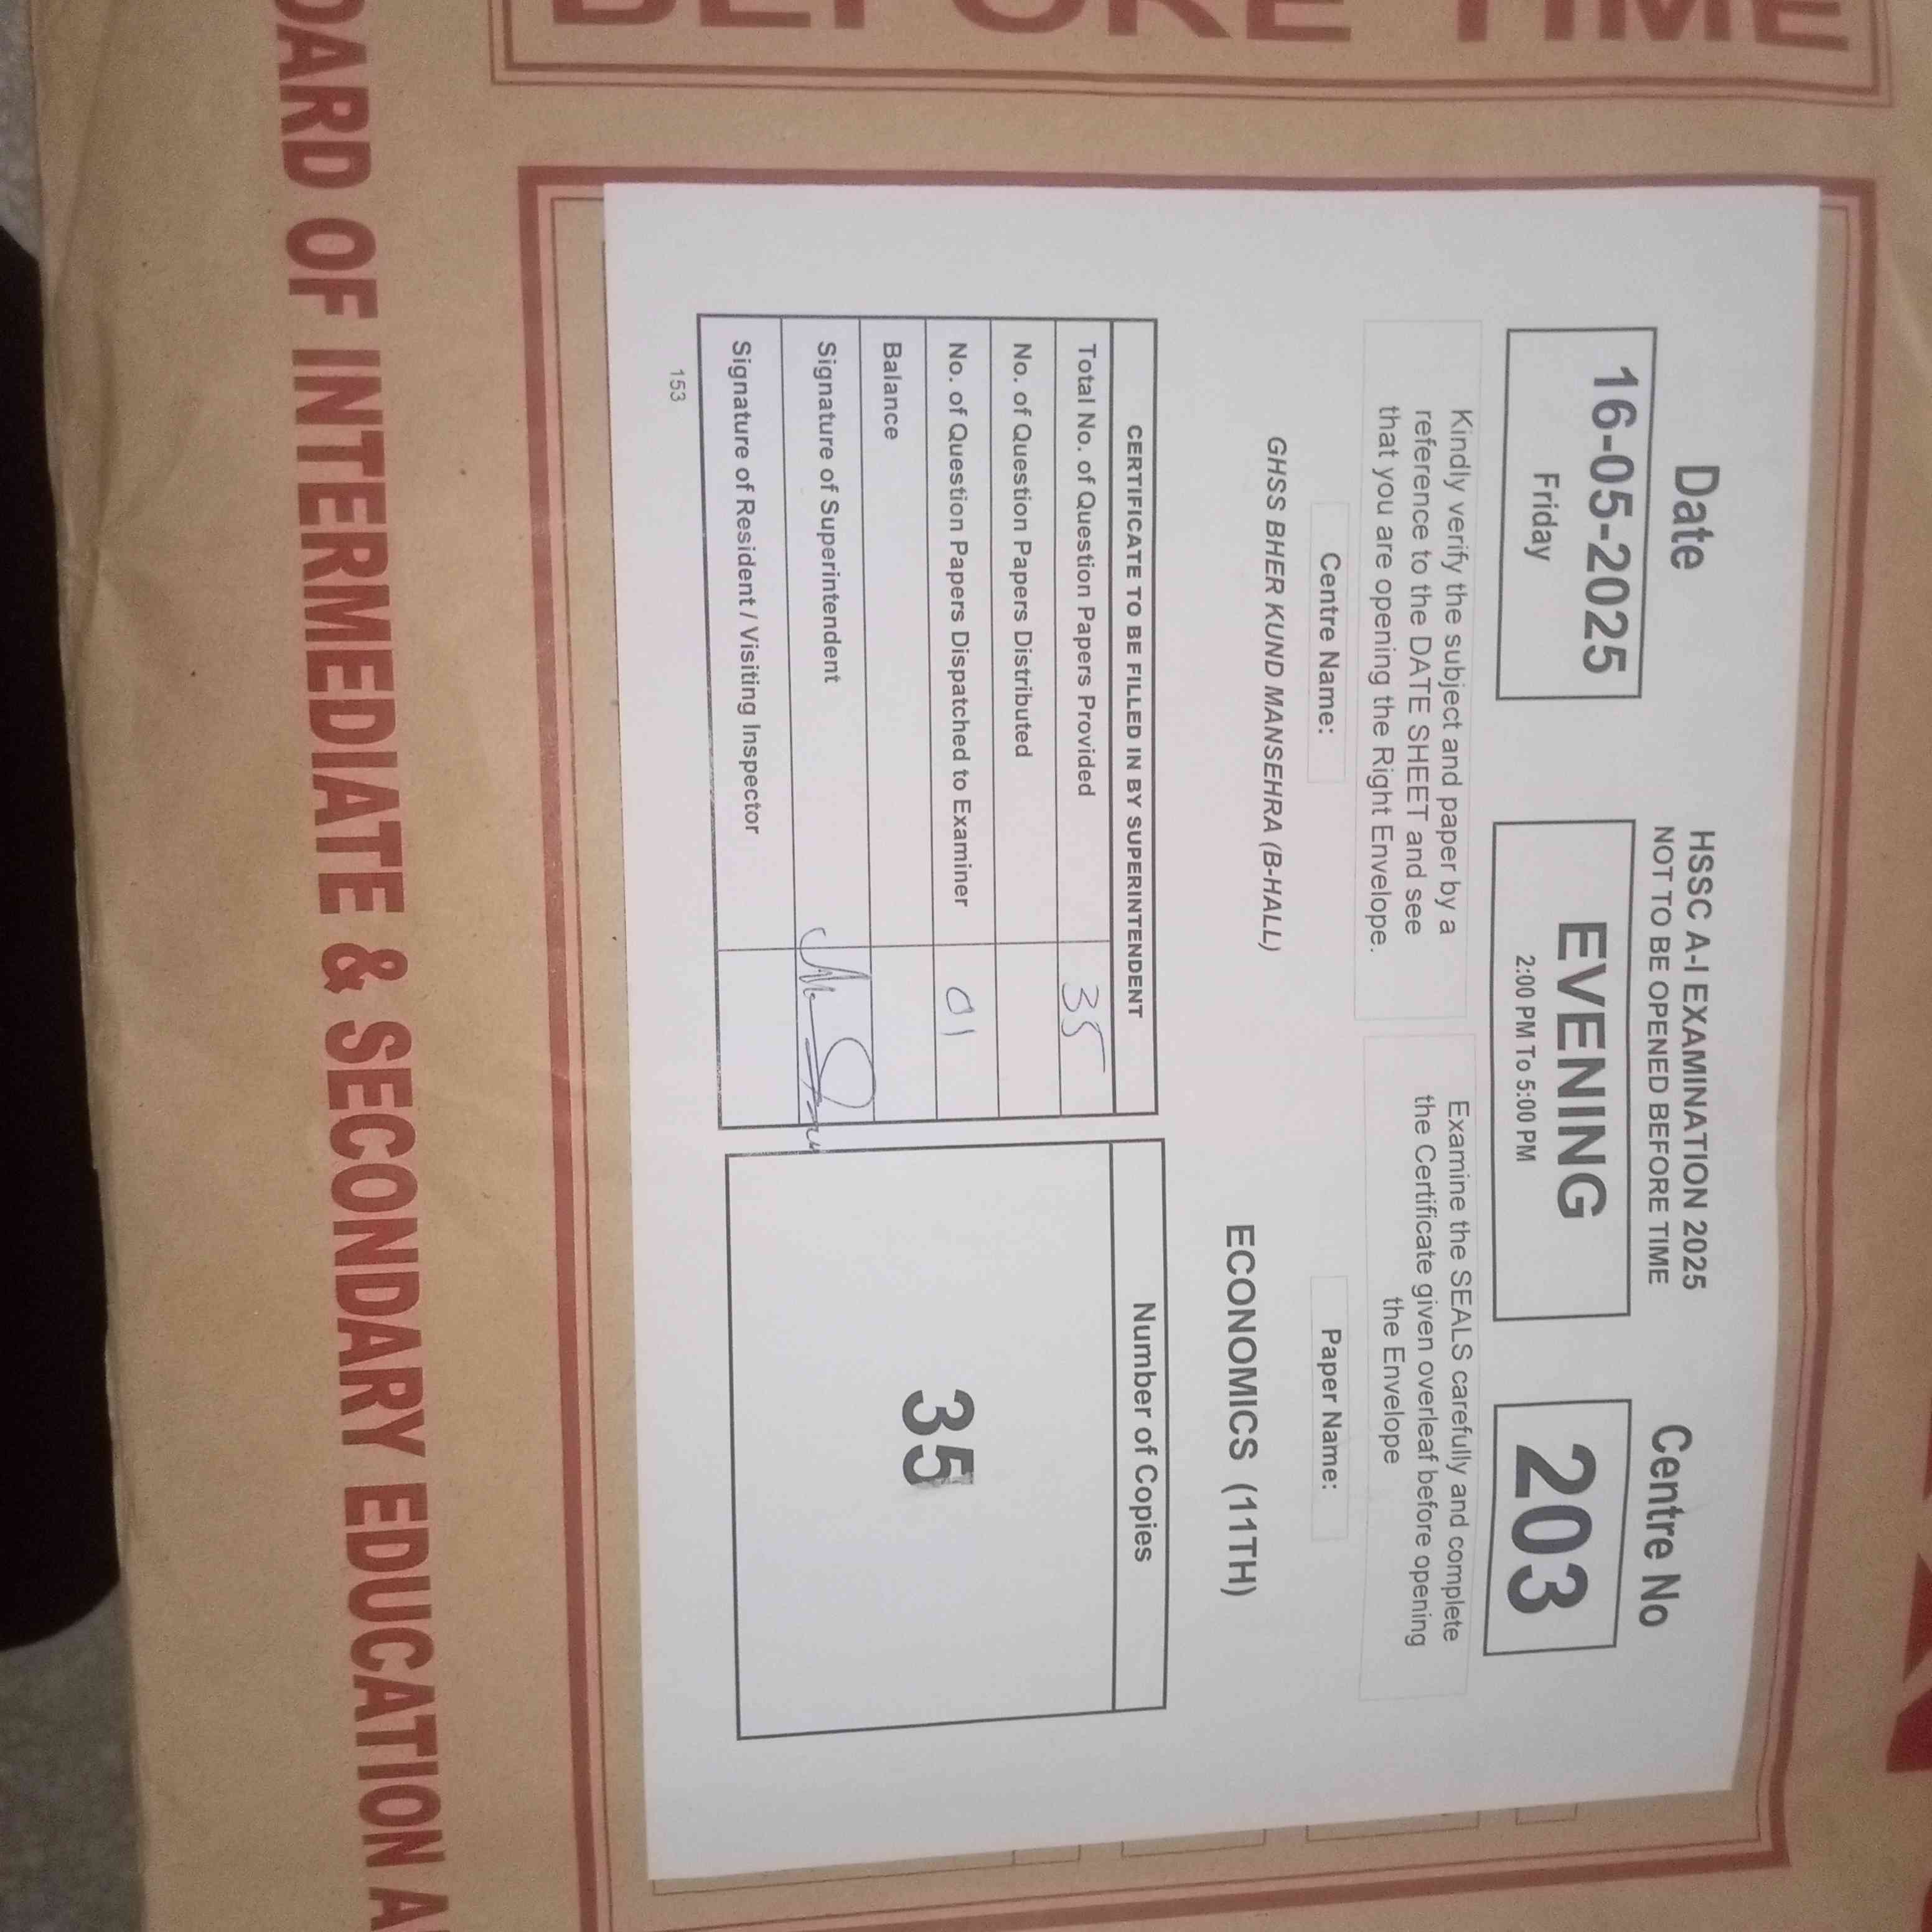 BEFORE TIME
Date
16-05-2025
Friday
HSSC A-I EXAMINATION 2025
NOT TO BE OPENED BEFORE TIME
EVENING
2:00 PM To 5:00 PM
Centre No
203
Kindly verify the subject and paper by a
reference to the DATE SHEET and see
that you are opening the Right Envelope.
Examine the SEALS carefully and complete
the Certificate given overleaf before opening
the Envelope
Centre Name:
GHSS BHER KUND MANSEHRA (B-HALL)
Paper Name:
ECONOMICS (11TH)
CERTIFICATE TO BE FILLED IN BY SUPERINTENDENT
Total No. of Question Papers Provided 35
No. of Question Papers Distributed
No. of Question Papers Dispatched to Examiner 01
Balance
Signature of Superintendent
Signature of Resident / Visiting Inspector
153
Number of Copies
35
OARD OF INTERMEDIATE & SECONDARY EDUCATION A